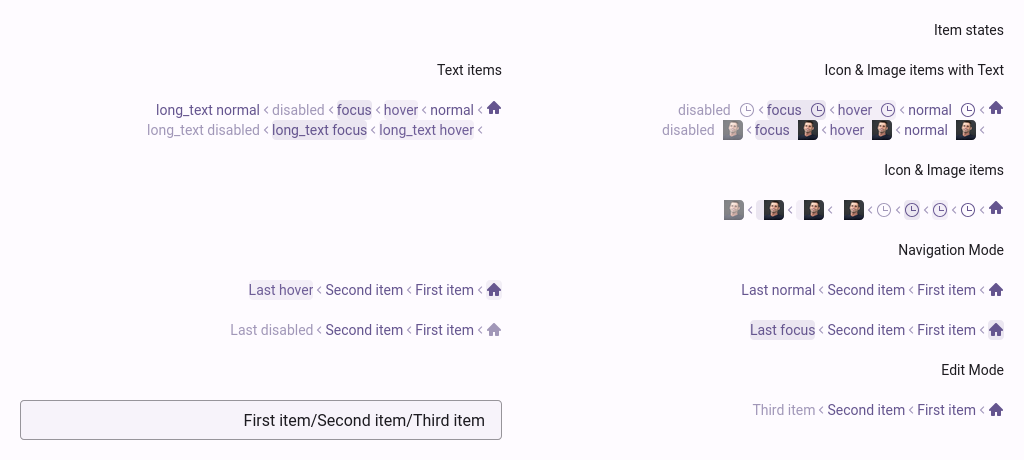 Item states
Icon & Image items with Text
Text items
disabled ‹ focus ‹ hover ‹ normal ‹
long_text normal ‹ disabled ‹ focus ‹ hover ‹ normal ‹
disabled ‹ focus ‹ hover ‹ normal ‹
long_text disabled ‹ long_text focus ‹ long_text hover ‹
Icon & Image items
Navigation Mode
Last normal ‹ Second item ‹ First item ‹
Last hover ‹ Second item ‹ First item ‹
Last focus ‹ Second item ‹ First item ‹
Last disabled ‹ Second item ‹ First item ‹
Edit Mode
Third item ‹ Second item ‹ First item ‹
First item/Second item/Third item